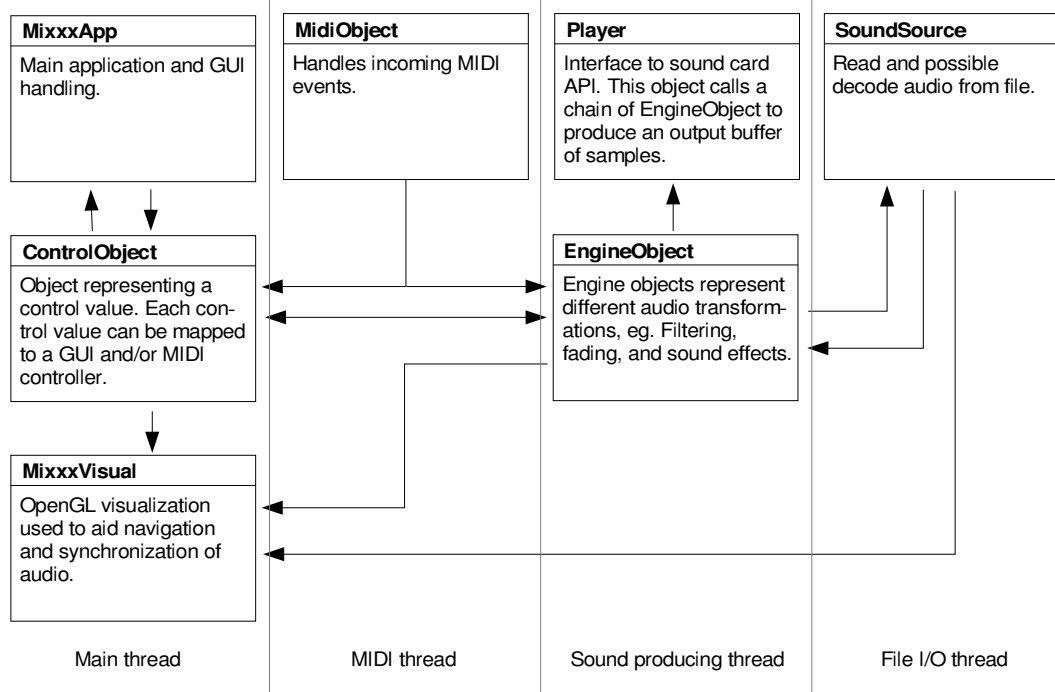 MixxxApp
Main application and GUI
handling.
MidiObject
Handles incoming MIDI
events.
Player
Interface to sound card
API. This object calls a
chain of EngineObject to
produce an output buffer
of samples.
SoundSource
Read and possible
decode audio from file.
ControlObject
Object representing a
control value. Each con-
trol value can be mapped
to a GUI and/or MIDI
controller.
EngineObject
Engine objects represent
different audio transform-
ations, eg. Filtering,
fading, and sound effects.
MixxxVisual
OpenGL visualization
used to aid navigation
and synchronization of
audio.
Main thread
MIDI thread
Sound producing thread
File I/O thread